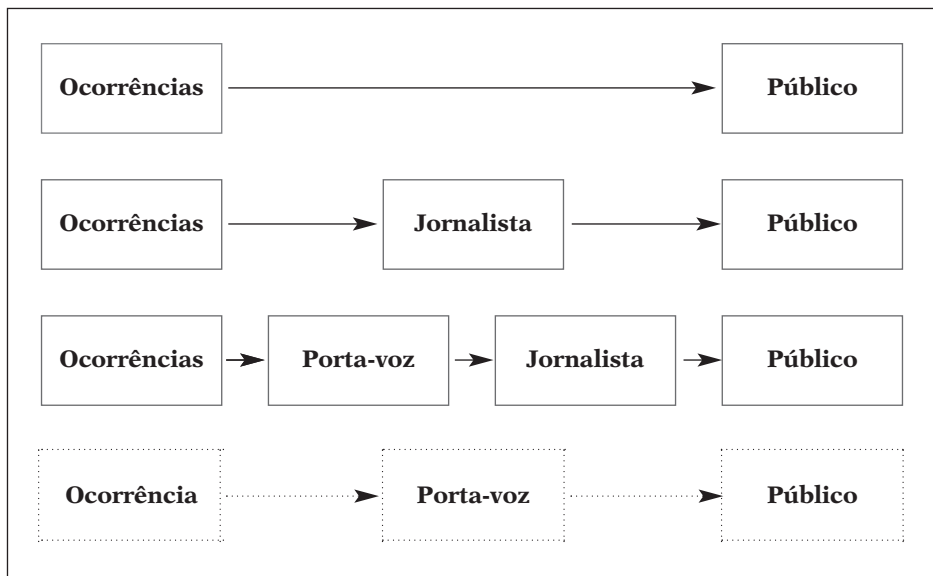 Ocorrências Público
Ocorrências Jornalista Público
Ocorrências Porta-voz Jornalista Público
Ocorrência Porta-voz Público